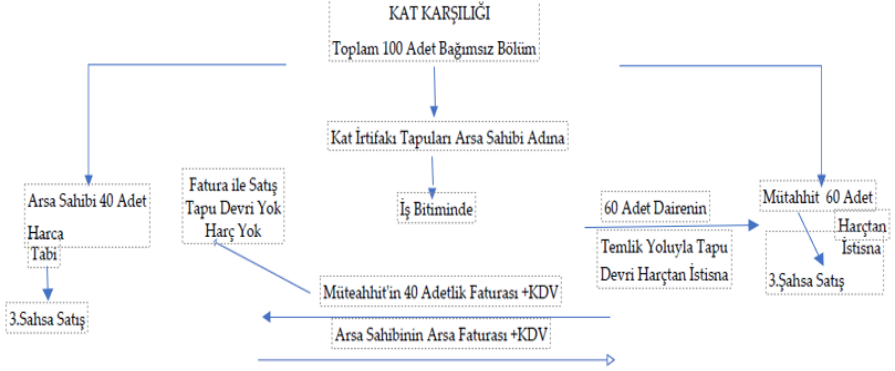 KAT KARŞILIĞI
Toplam 100 Adet Bağımsız Bölüm
Kat İrtifakı Tapuları Arsa Sahibi Adına
İş Bitiminde
Arsa Sahibi 40 Adet
Harca
Tabi
3.Sahsa Satış
Fatura ile Satış
Tapu Devri Yok
Harç Yok
60 Adet Dairenin
Temlik Yoluyla Tapu
Devri Harçtan İstisna
Mütahhit 60 Adet
Harçtan
İstisna
3.Şahsa Satış
Müteahhit'in 40 Adetlik Faturası +KDV
Arsa Sahibinin Arsa Faturası +KDV